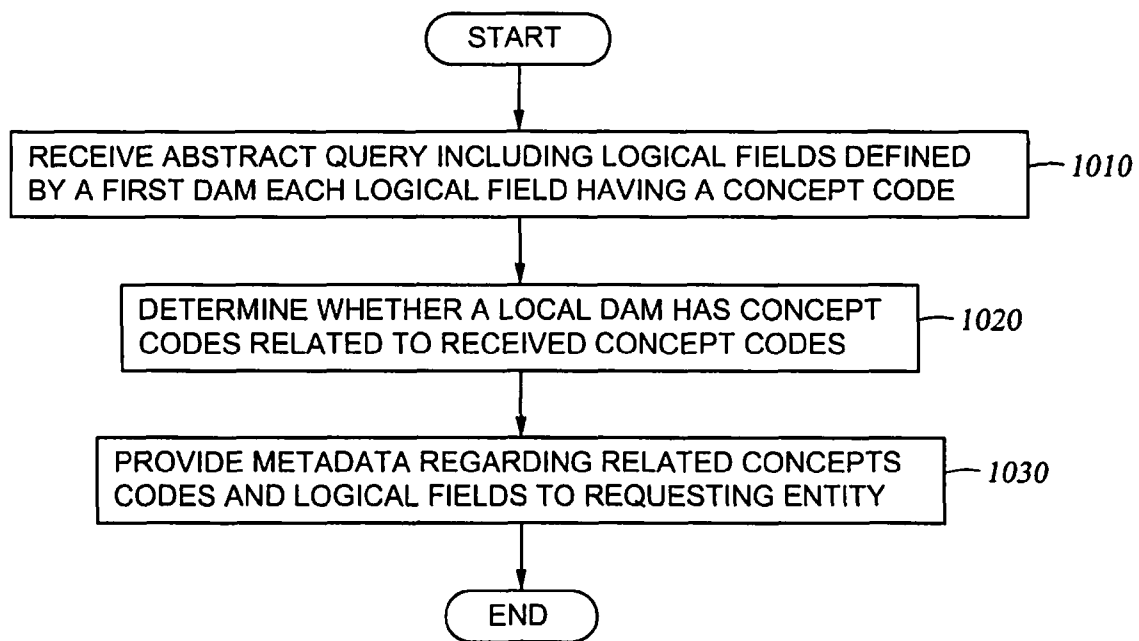 START
RECEIVE ABSTRACT QUERY INCLUDING LOGICAL FIELDS DEFINED
BY A FIRST DAM EACH LOGICAL FIELD HAVING A CONCEPT CODE
1010
DETERMINE WHETHER A LOCAL DAM HAS CONCEPT
CODES RELATED TO RECEIVED CONCEPT CODES
1020
PROVIDE METADATA REGARDING RELATED CONCEPTS
CODES AND LOGICAL FIELDS TO REQUESTING ENTITY
1030
END